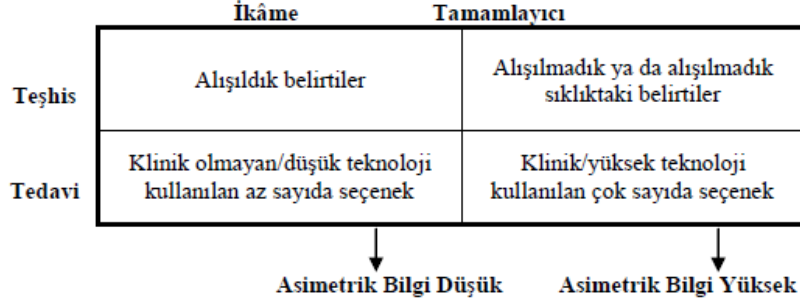 İkâme Tamamlayıcı
Teşhis
Alışıldık belirtiler
Alışılmadık ya da alışılmadık
sıklıktaki belirtiler
Tedavi
Klinik olmayan/düşük teknoloji
kullanılan az sayıda seçenek
Klinik/yüksek teknoloji
kullanılan çok sayıda seçenek
Asimetrik Bilgi Düşük Asimetrik Bilgi Yüksek